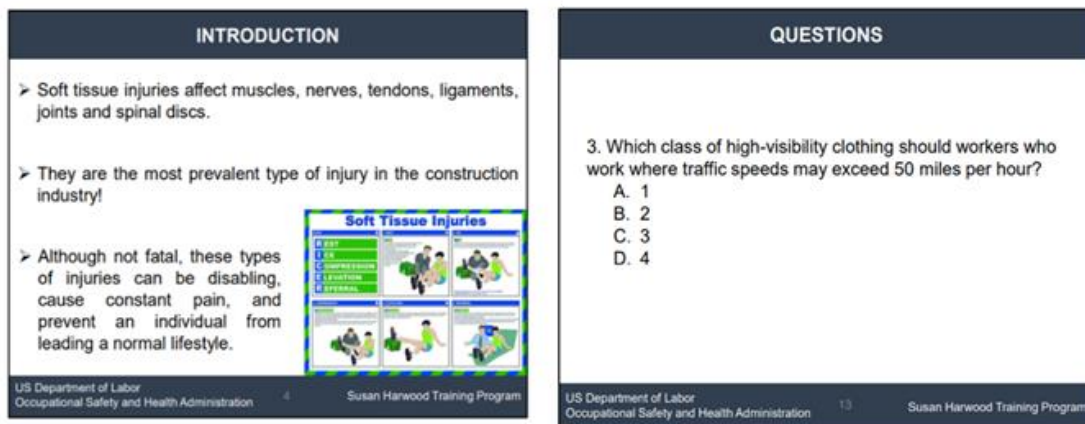 INTRODUCTION
➢ Soft tissue injuries affect muscles, nerves, tendons, ligaments,
joints and spinal discs.
➢ They are the most prevalent type of injury in the construction
industry!
➢ Although not fatal, these types
of injuries can be disabling,
cause constant pain, and
prevent an individual from
leading a normal lifestyle.
Soft Tissue Injuries
REST
ICE
COMPRESSION
ELEVATION
REFERRAL
US Department of Labor
Occupational Safety and Health Administration
4
Susan Harwood Training Program
QUESTIONS
3. Which class of high-visibility clothing should workers who
work where traffic speeds may exceed 50 miles per hour?
A. 1
B. 2
C. 3
D. 4
US Department of Labor
Occupational Safety and Health Administration
13
Susan Harwood Training Program